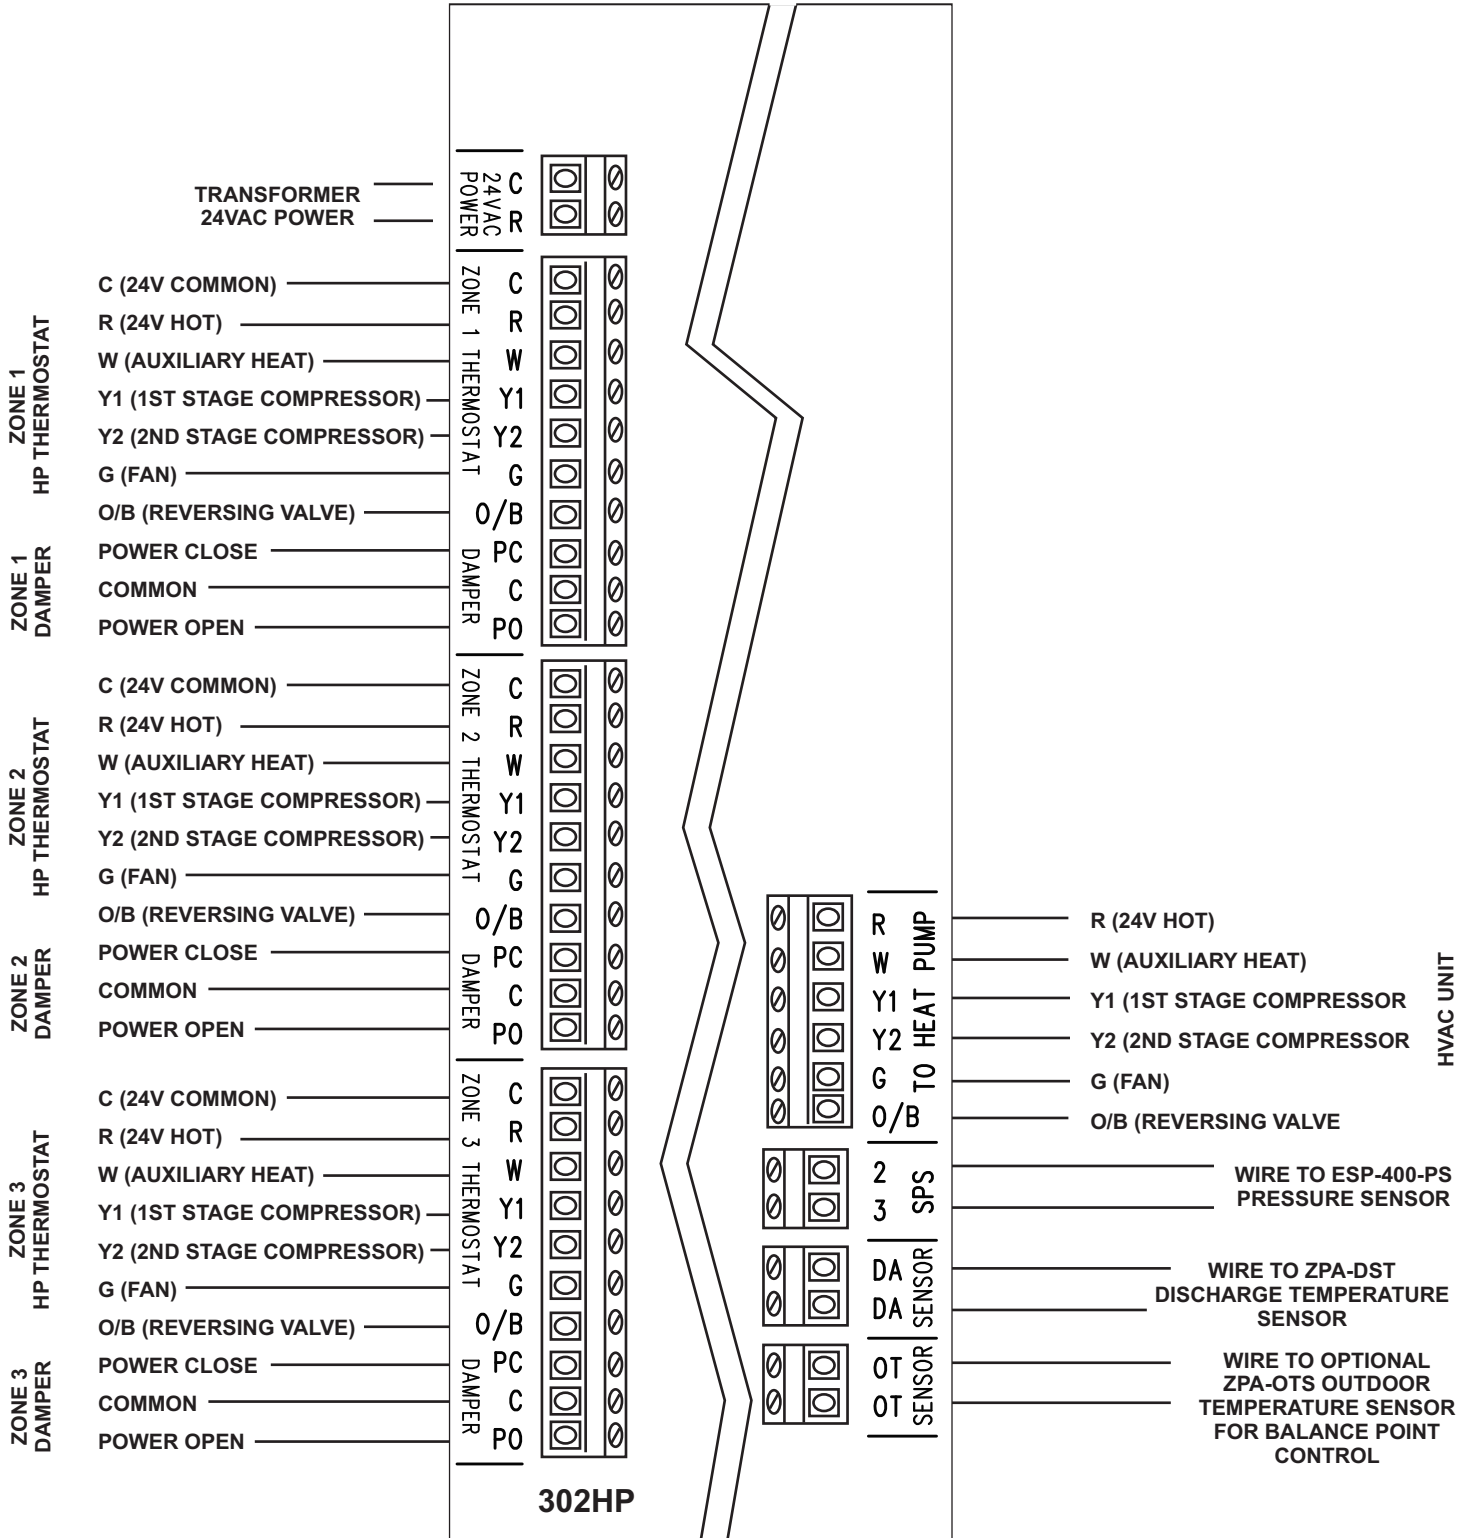 TRANSFORMER
24VAC POWER
24VAC
POWER
C
R
ZONE 1
HP THERMOSTAT
C (24V COMMON)
R (24V HOT)
W (AUXILIARY HEAT)
Y1 (1ST STAGE COMPRESSOR)
Y2 (2ND STAGE COMPRESSOR)
G (FAN)
O/B (REVERSING VALVE)
ZONE 1
DAMPER
POWER CLOSE
COMMON
POWER OPEN
ZONE 1 THERMOSTAT
C
R
W
Y1
Y2
G
O/B
DAMPER
PC
C
PO
ZONE 2
HP THERMOSTAT
C (24V COMMON)
R (24V HOT)
W (AUXILIARY HEAT)
Y1 (1ST STAGE COMPRESSOR)
Y2 (2ND STAGE COMPRESSOR)
G (FAN)
O/B (REVERSING VALVE)
ZONE 2
DAMPER
POWER CLOSE
COMMON
POWER OPEN
ZONE 2 THERMOSTAT
C
R
W
Y1
Y2
G
O/B
DAMPER
PC
C
PO
ZONE 3
HP THERMOSTAT
C (24V COMMON)
R (24V HOT)
W (AUXILIARY HEAT)
Y1 (1ST STAGE COMPRESSOR)
Y2 (2ND STAGE COMPRESSOR)
G (FAN)
O/B (REVERSING VALVE)
ZONE 3
DAMPER
POWER CLOSE
COMMON
POWER OPEN
ZONE 3 THERMOSTAT
C
R
W
Y1
Y2
G
O/B
DAMPER
PC
C
PO
302HP
R
W
Y1
Y2
G
O/B
TO HEAT PUMP
R (24V HOT)
W (AUXILIARY HEAT)
Y1 (1ST STAGE COMPRESSOR
Y2 (2ND STAGE COMPRESSOR
G (FAN)
O/B (REVERSING VALVE
HVAC UNIT
2
3
SPS
WIRE TO ESP-400-PS
PRESSURE SENSOR
DA
DA
SENSOR
WIRE TO ZPA-DST
DISCHARGE TEMPERATURE
SENSOR
OT
OT
SENSOR
WIRE TO OPTIONAL
ZPA-OTS OUTDOOR
TEMPERATURE SENSOR
FOR BALANCE POINT
CONTROL